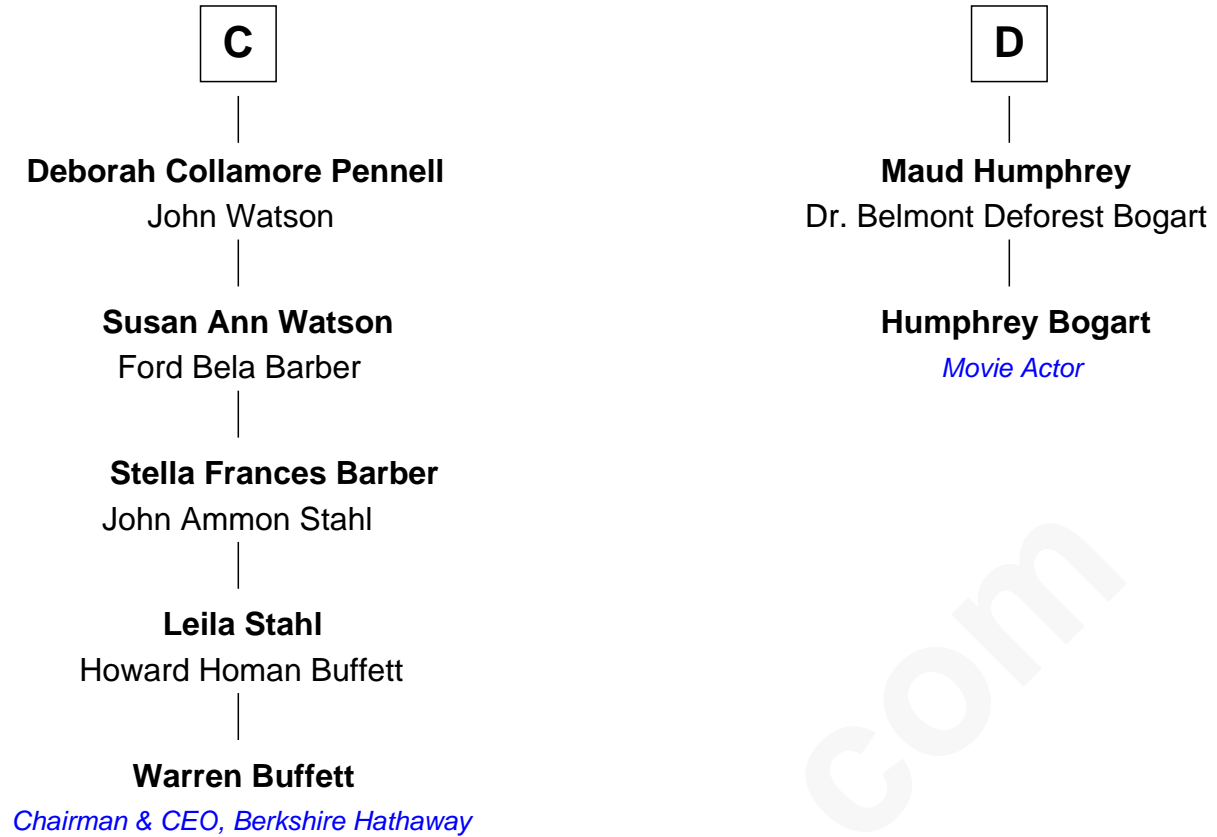 C
Deborah Collamore Pennell
John Watson
Susan Ann Watson
Ford Bela Barber
Stella Frances Barber
John Ammon Stahl
Leila Stahl
Howard Homan Buffett
Warren Buffett
Chairman & CEO, Berkshire Hathaway
D
Maud Humphrey
Dr. Belmont Deforest Bogart
Humphrey Bogart
Movie Actor
com